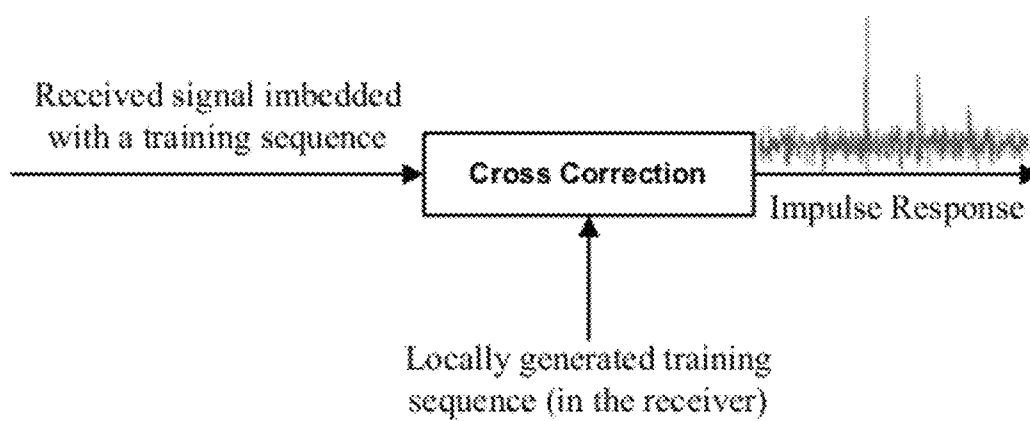 Received signal imbedded
with a training sequence
Cross Correction
Impulse Response
Locally generated training
sequence (in the receiver)